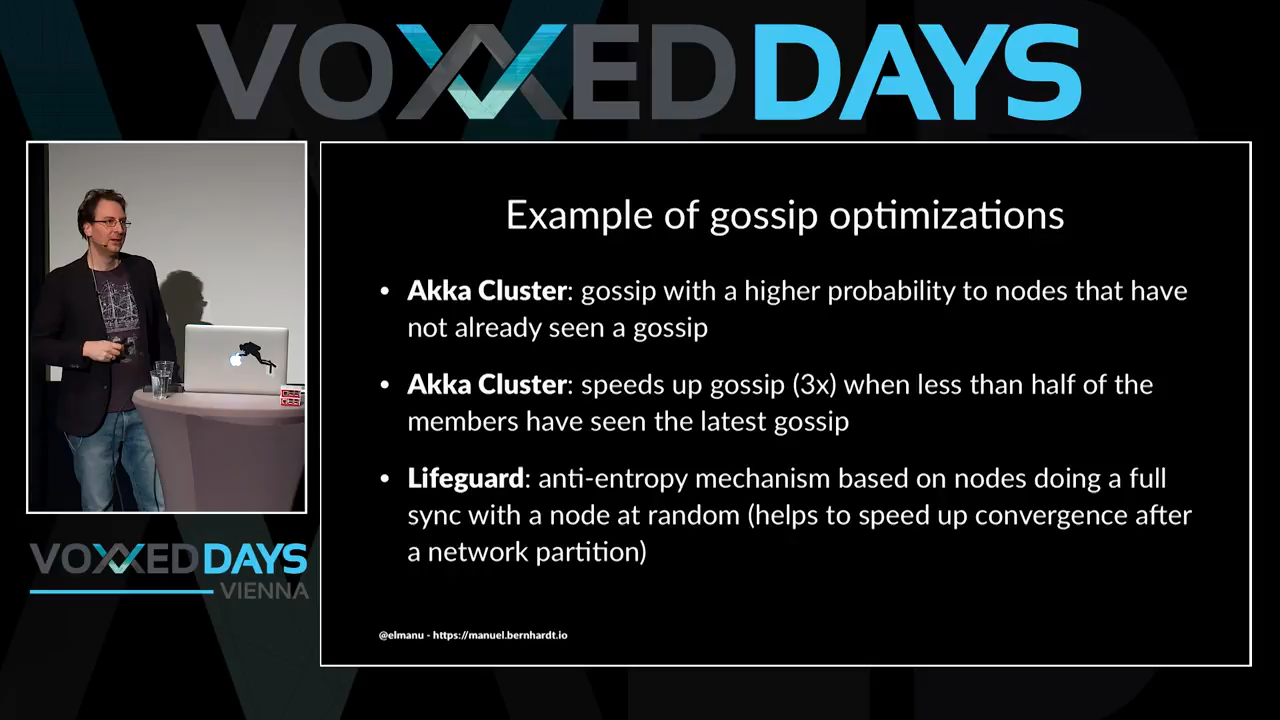 VOXXED DAYS
Example of gossip optimizations
• Akka Cluster: gossip with a higher probability to nodes that have
not already seen a gossip
• Akka Cluster: speeds up gossip (3x) when less than half of the
members have seen the latest gossip
• Lifeguard: anti-entropy mechanism based on nodes doing a full
sync with a node at random (helps to speed up convergence after
a network partition)
@elmanu - https://manuel.bernhardt.io
VOXXED DAYS
VIENNA